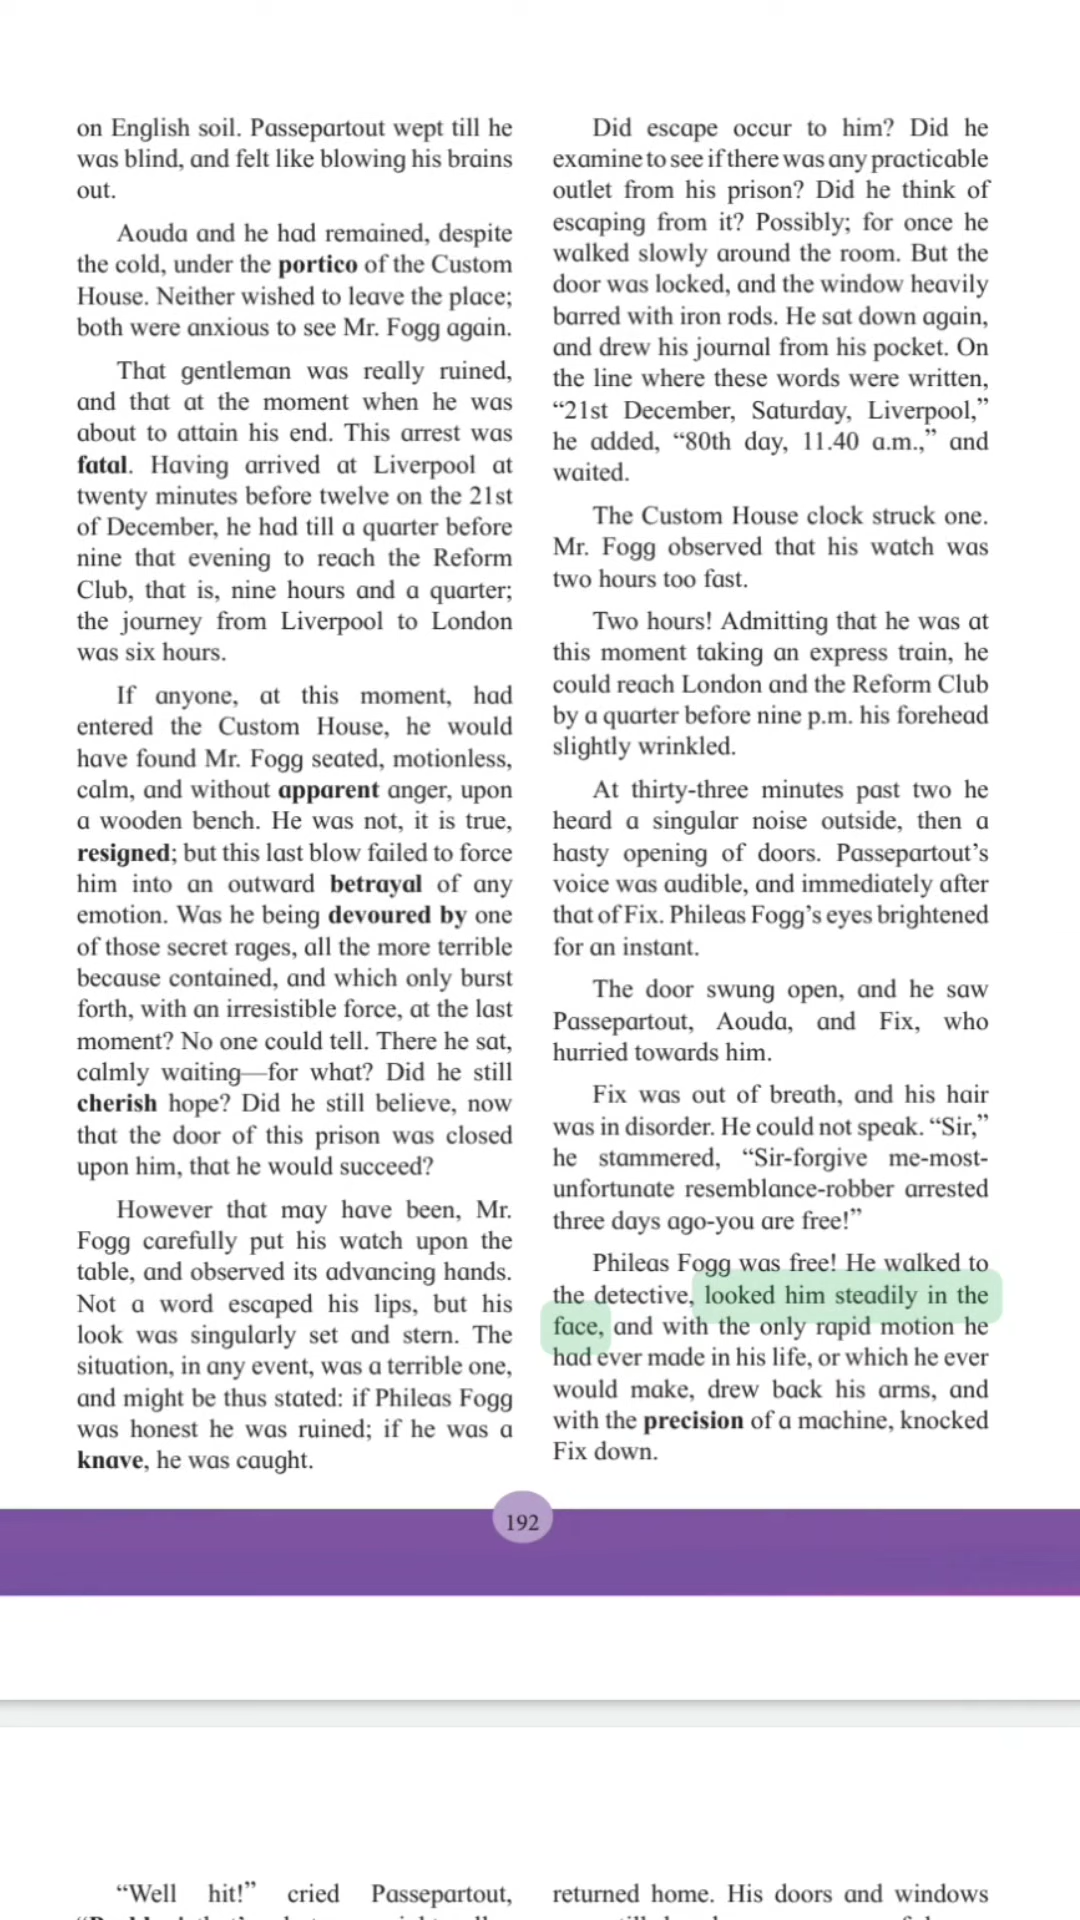 on English soil. Passepartout wept till he
was blind, and felt like blowing his brains
out.
Aouda and he had remained, despite
the cold, under the portico of the Custom
House. Neither wished to leave the place;
both were anxious to see Mr. Fogg again.
That gentleman was really ruined,
and that at the moment when he was
about to attain his end. This arrest was
fatal. Having arrived at Liverpool at
twenty minutes before twelve on the 21st
of December, he had till a quarter before
nine that evening to reach the Reform
Club, that is, nine hours and a quarter;
the journey from Liverpool to London
was six hours.
If anyone, at this moment, had
entered the Custom House, he would
have found Mr. Fogg seated, motionless,
calm, and without apparent anger, upon
a wooden bench. He was not, it is true,
resigned; but this last blow failed to force
him into an outward betrayal of any
emotion. Was he being devoured by one
of those secret rages, all the more terrible
because contained, and which only burst
forth, with an irresistible force, at the last
moment? No one could tell. There he sat,
calmly waiting—for what? Did he still
cherish hope? Did he still believe, now
that the door of this prison was closed
upon him, that he would succeed?
However that may have been, Mr.
Fogg carefully put his watch upon the
table, and observed its advancing hands.
Not a word escaped his lips, but his
look was singularly set and stern. The
situation, in any event, was a terrible one,
and might be thus stated: if Phileas Fogg
was honest he was ruined; if he was a
knave, he was caught.
Did escape occur to him? Did he
examine to see if there was any practicable
outlet from his prison? Did he think of
escaping from it? Possibly; for once he
walked slowly around the room. But the
door was locked, and the window heavily
barred with iron rods. He sat down again,
and drew his journal from his pocket. On
the line where these words were written,
“21st December, Saturday, Liverpool,”
he added, “80th day, 11.40 a.m.,” and
waited.
The Custom House clock struck one.
Mr. Fogg observed that his watch was
two hours too fast.
Two hours! Admitting that he was at
this moment taking an express train, he
could reach London and the Reform Club
by a quarter before nine p.m. his forehead
slightly wrinkled.
At thirty-three minutes past two he
heard a singular noise outside, then a
hasty opening of doors. Passepartout’s
voice was audible, and immediately after
that of Fix. Phileas Fogg’s eyes brightened
for an instant.
The door swung open, and he saw
Passepartout, Aouda, and Fix, who
hurried towards him.
Fix was out of breath, and his hair
was in disorder. He could not speak. “Sir,”
he stammered, “Sir-forgive me-most-
unfortunate resemblance-robber arrested
three days ago-you are free!”
Phileas Fogg was free! He walked to
the detective, looked him steadily in the
face, and with the only rapid motion he
had ever made in his life, or which he ever
would make, drew back his arms, and
with the precision of a machine, knocked
Fix down.
192
“Well hit!” cried Passepartout,
returned home. His doors and windows